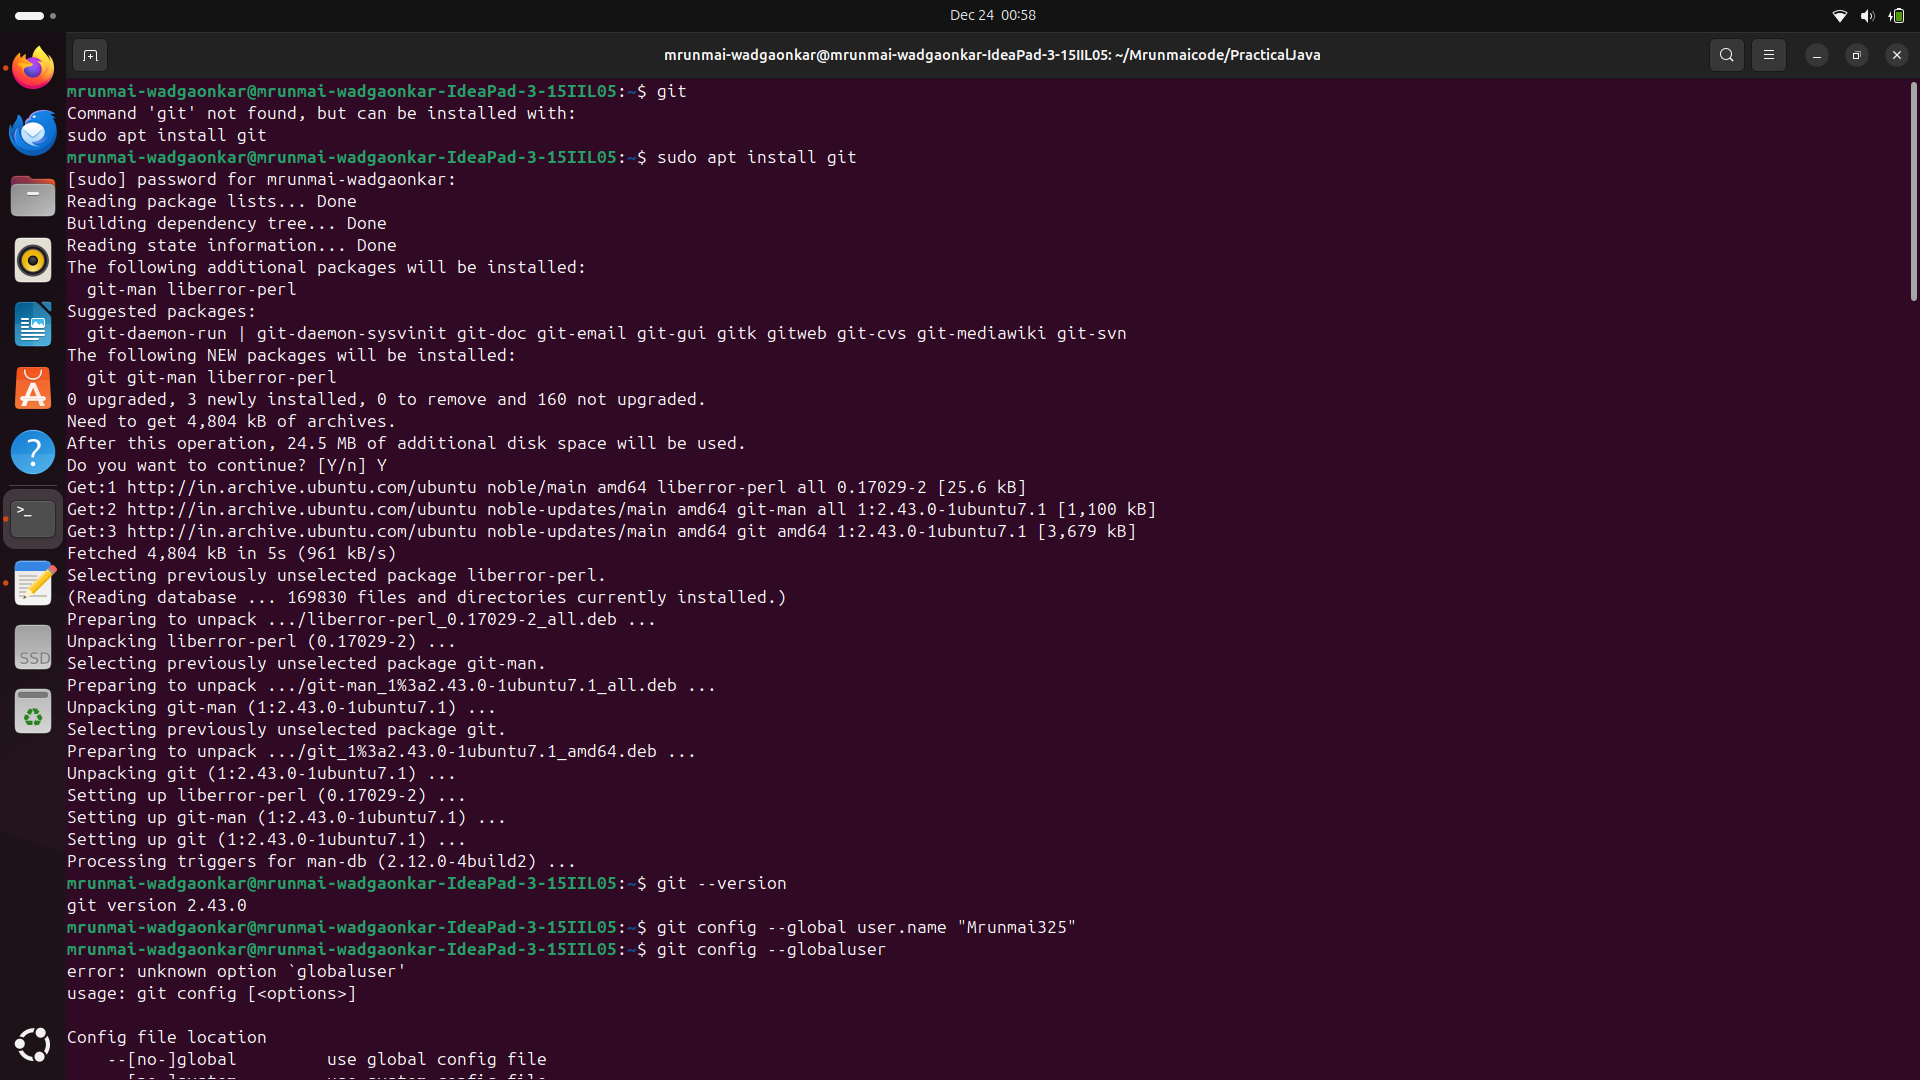 Dec 24 00:58
mrunmai-wadgaonkar@mrunmai-wadgaonkar-IdeaPad-3-15IIL05: ~/Mrunmaicode/PracticalJava
mrunmai-wadgaonkar@mrunmai-wadgaonkar-IdeaPad-3-15IIL05:~$ git
Command 'git' not found, but can be installed with:
sudo apt install git
mrunmai-wadgaonkar@mrunmai-wadgaonkar-IdeaPad-3-15IIL05:~$ sudo apt install git
[sudo] password for mrunmai-wadgaonkar:
Reading package lists... Done
Building dependency tree... Done
Reading state information... Done
The following additional packages will be installed:
  git-man liberror-perl
Suggested packages:
  git-daemon-run | git-daemon-sysvinit git-doc git-email git-gui gitk gitweb git-cvs git-mediawiki git-svn
The following NEW packages will be installed:
  git git-man liberror-perl
0 upgraded, 3 newly installed, 0 to remove and 160 not upgraded.
Need to get 4,804 kB of archives.
After this operation, 24.5 MB of additional disk space will be used.
Do you want to continue? [Y/n] Y
Get:1 http://in.archive.ubuntu.com/ubuntu noble/main amd64 liberror-perl all 0.17029-2 [25.6 kB]
Get:2 http://in.archive.ubuntu.com/ubuntu noble-updates/main amd64 git-man all 1:2.43.0-1ubuntu7.1 [1,100 kB]
Get:3 http://in.archive.ubuntu.com/ubuntu noble-updates/main amd64 git amd64 1:2.43.0-1ubuntu7.1 [3,679 kB]
Fetched 4,804 kB in 5s (961 kB/s)
Selecting previously unselected package liberror-perl.
(Reading database ... 169830 files and directories currently installed.)
Preparing to unpack .../liberror-perl_0.17029-2_all.deb ...
Unpacking liberror-perl (0.17029-2) ...
Selecting previously unselected package git-man.
Preparing to unpack .../git-man_1%3a2.43.0-1ubuntu7.1_all.deb ...
Unpacking git-man (1:2.43.0-1ubuntu7.1) ...
Selecting previously unselected package git.
Preparing to unpack .../git_1%3a2.43.0-1ubuntu7.1_amd64.deb ...
Unpacking git (1:2.43.0-1ubuntu7.1) ...
Setting up liberror-perl (0.17029-2) ...
Setting up git-man (1:2.43.0-1ubuntu7.1) ...
Setting up git (1:2.43.0-1ubuntu7.1) ...
Processing triggers for man-db (2.12.0-4build2) ...
mrunmai-wadgaonkar@mrunmai-wadgaonkar-IdeaPad-3-15IIL05:~$ git --version
git version 2.43.0
mrunmai-wadgaonkar@mrunmai-wadgaonkar-IdeaPad-3-15IIL05:~$ git config --global user.name "Mrunmai325"
mrunmai-wadgaonkar@mrunmai-wadgaonkar-IdeaPad-3-15IIL05:~$ git config --globaluser
error: unknown option `globaluser'
usage: git config [<options>]
Config file location
    --[no-]global         use global config file
SSD